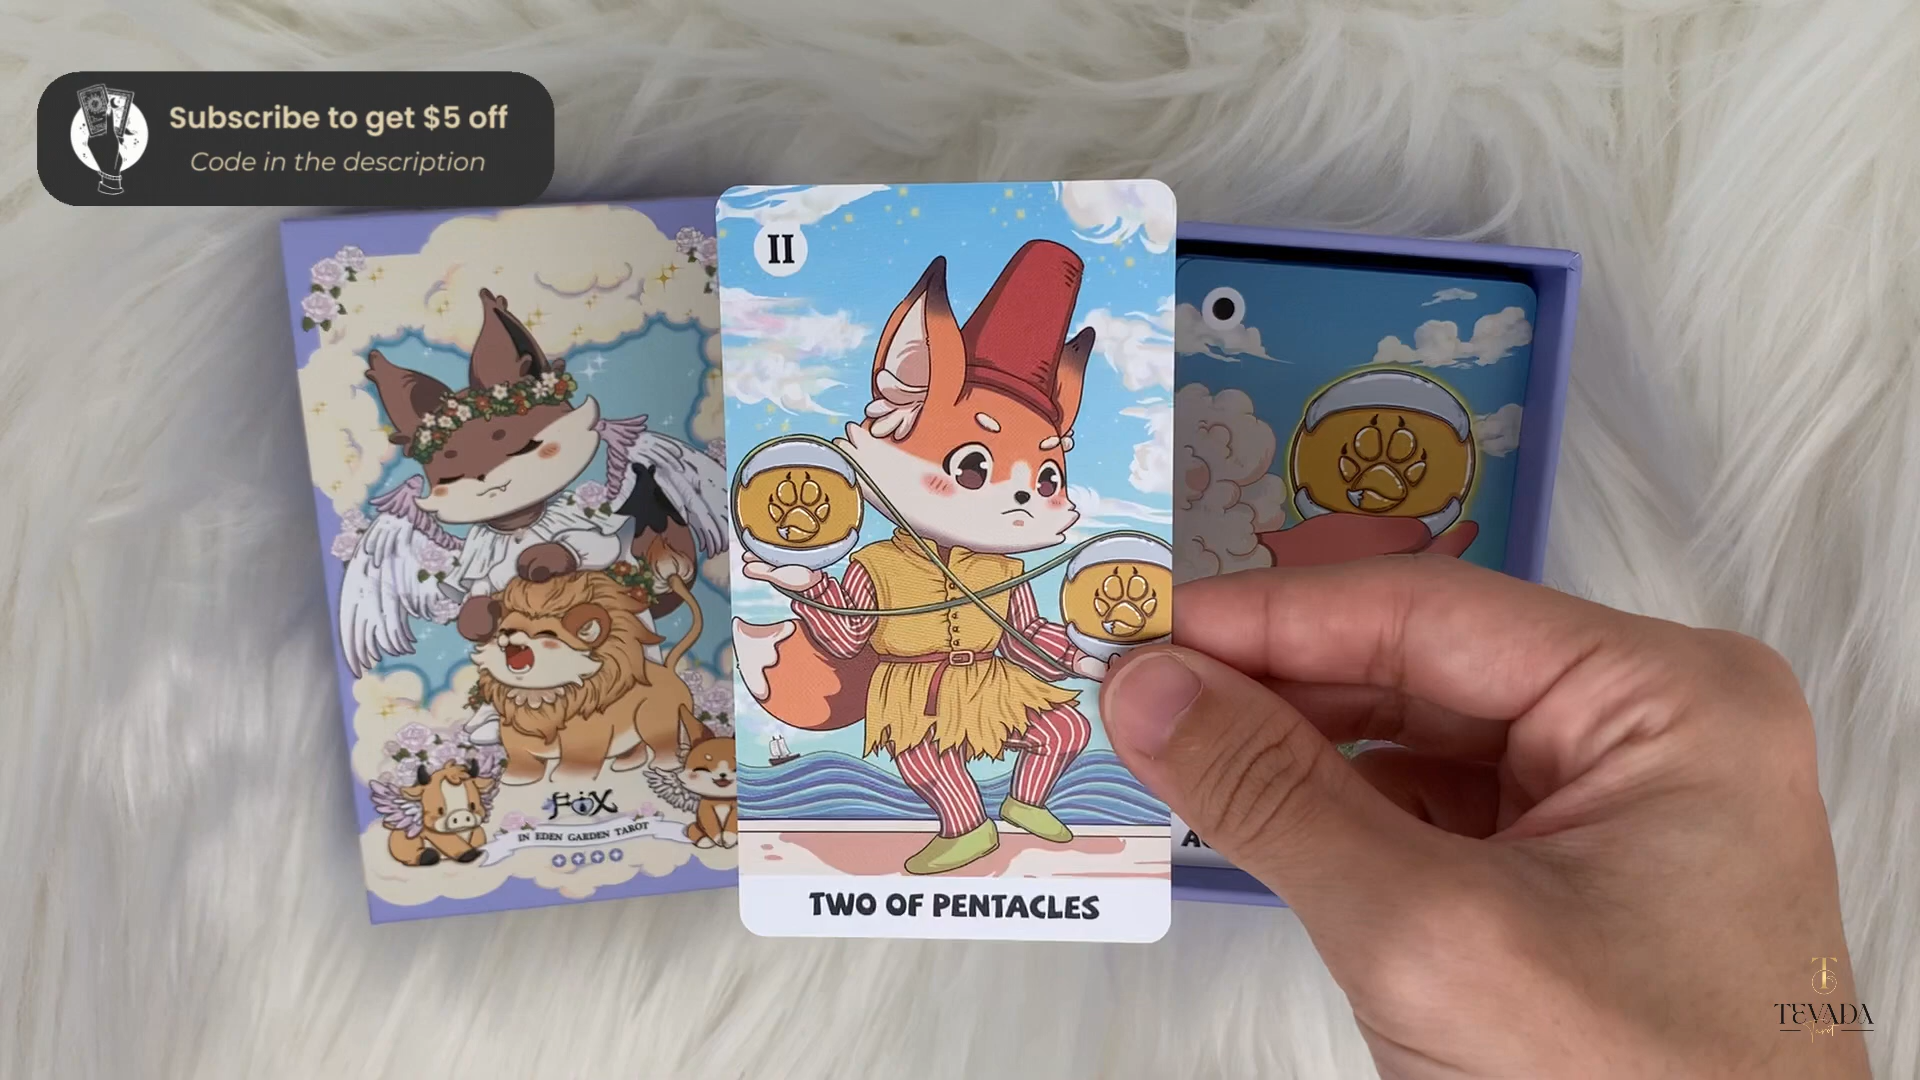 Subscribe to get $5 off
Code in the description
II
FOX
IN EDEN GARDEN TAROT
TWO OF PENTACLES
TEVADA
Tarot